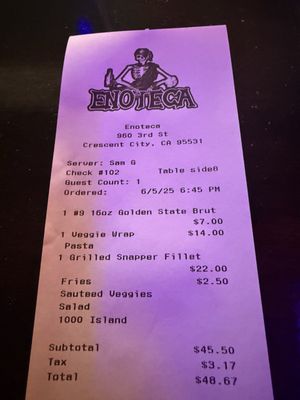 ENOTECA
Enoteca
960 3rd St
Crescent City, CA 95531
Server: Sam G
Check #102 Table side8
Guest Count: 1
Ordered: 6/5/25 6:45 PM
1 #9 16oz Golden State Brut
$7.00
1 Veggie Wrap $14.00
Pasta
1 Grilled Snapper Fillet
$22.00
Fries $2.50
Sauteed Veggies
Salad
1000 Island
Subtotal $45.50
Tax $3.17
Total $48.67